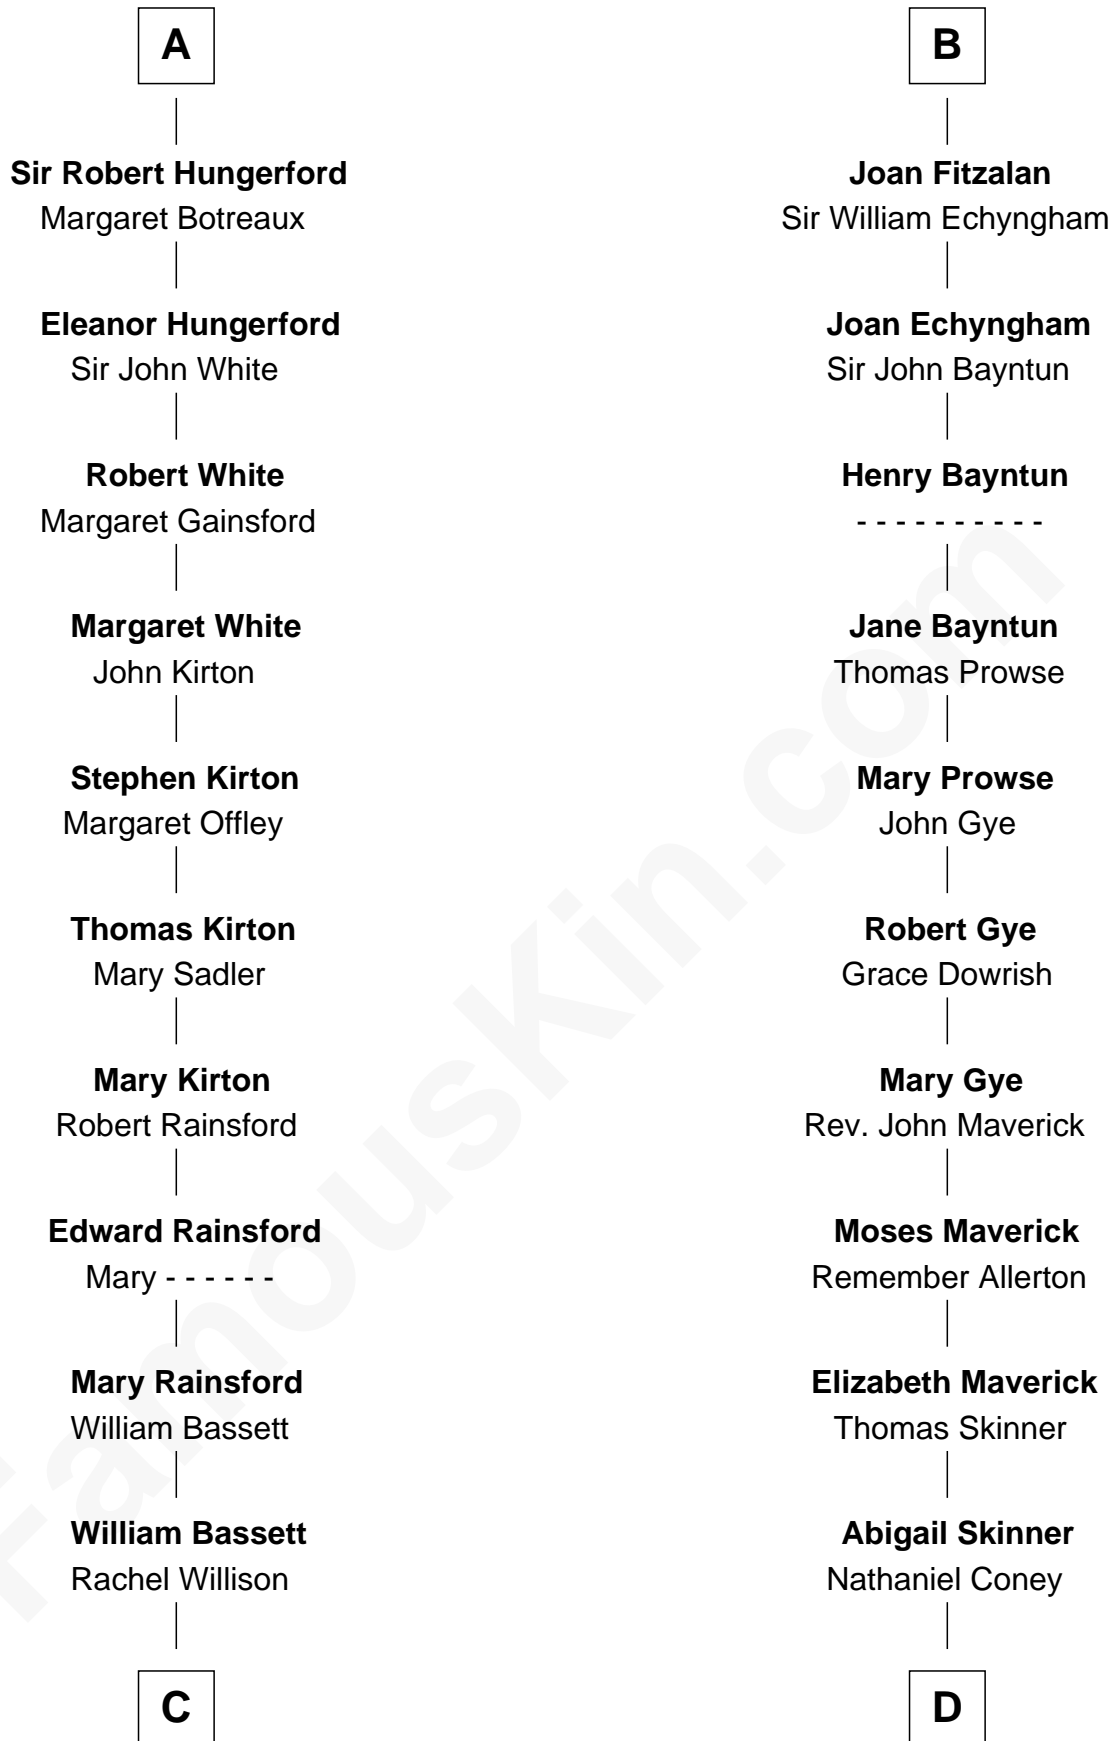 A
Sir Robert Hungerford
Margaret Botreaux
Eleanor Hungerford
Sir John White
Robert White
Margaret Gainsford
Margaret White
John Kirton
Stephen Kirton
Margaret Offley
Thomas Kirton
Mary Sadler
Mary Kirton
Robert Rainsford
Edward Rainsford
Mary - - - - - -
Mary Rainsford
William Bassett
William Bassett
Rachel Willison
C
B
Joan Fitzalan
Sir William Echyngham
Joan Echyngham
Sir John Bayntun
Henry Bayntun
- - - - - - - - - -
Jane Bayntun
Thomas Prowse
Mary Prowse
John Gye
Robert Gye
Grace Dowrish
Mary Gye
Rev. John Maverick
Moses Maverick
Remember Allerton
Elizabeth Maverick
Thomas Skinner
Abigail Skinner
Nathaniel Coney
D
FamousKin.com